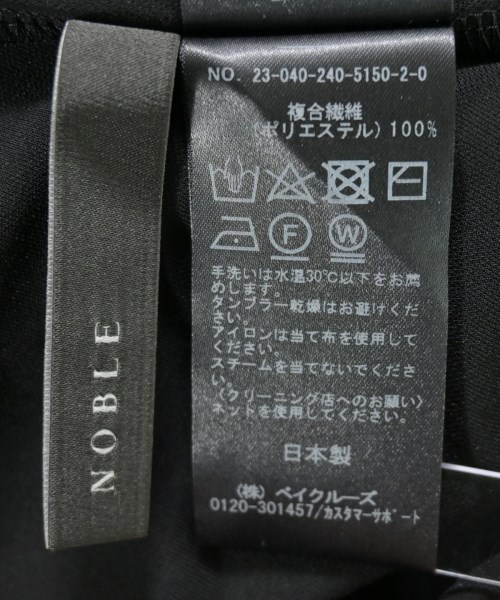 NOBLE
NO. 23-040-240-5150-2-0
複合繊維
(ポリエステル)100%
F
W
手洗いは水温30℃以下をお薦
めします。
タンブラー乾燥はお避けくだ
さい。
アイロンは当て布を使用して
ください。
スチームを当てないでくださ
い。
〈クリーニング店へのお願い〉
ネットを使用してください。
日本製
(株) ベイクルーズ
0120-301457/カスタマーサポート